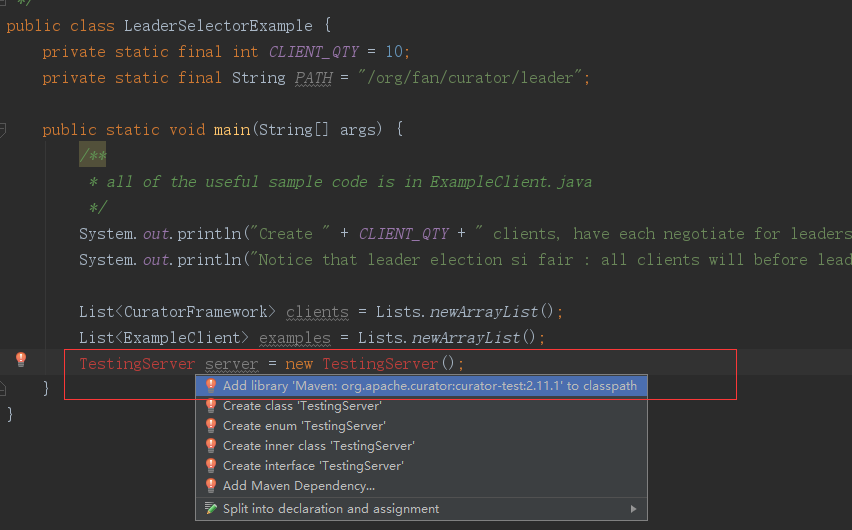 */
public class LeaderSelectorExample {
private static final int CLIENT_QTY = 10;
private static final String PATH = "/org/fan/curator/leader";
public static void main(String[] args) {
/**
* all of the useful sample code is in ExampleClient.java
*/
System.out.println("Create " + CLIENT_QTY + " clients, have each negotiate for leaders
System.out.println("Notice that leader election si fair : all clients will before lead
List<CuratorFramework> clients = Lists.newArrayList();
List<ExampleClient> examples = Lists.newArrayList();
TestingServer server = new TestingServer();
Add library 'Maven: org.apache.curator:curator-test:2.11.1' to classpath
}
Create class 'TestingServer'
}
Create enum 'TestingServer'
Create inner class 'TestingServer'
Create interface 'TestingServer'
Add Maven Dependency...
Split into declaration and assignment